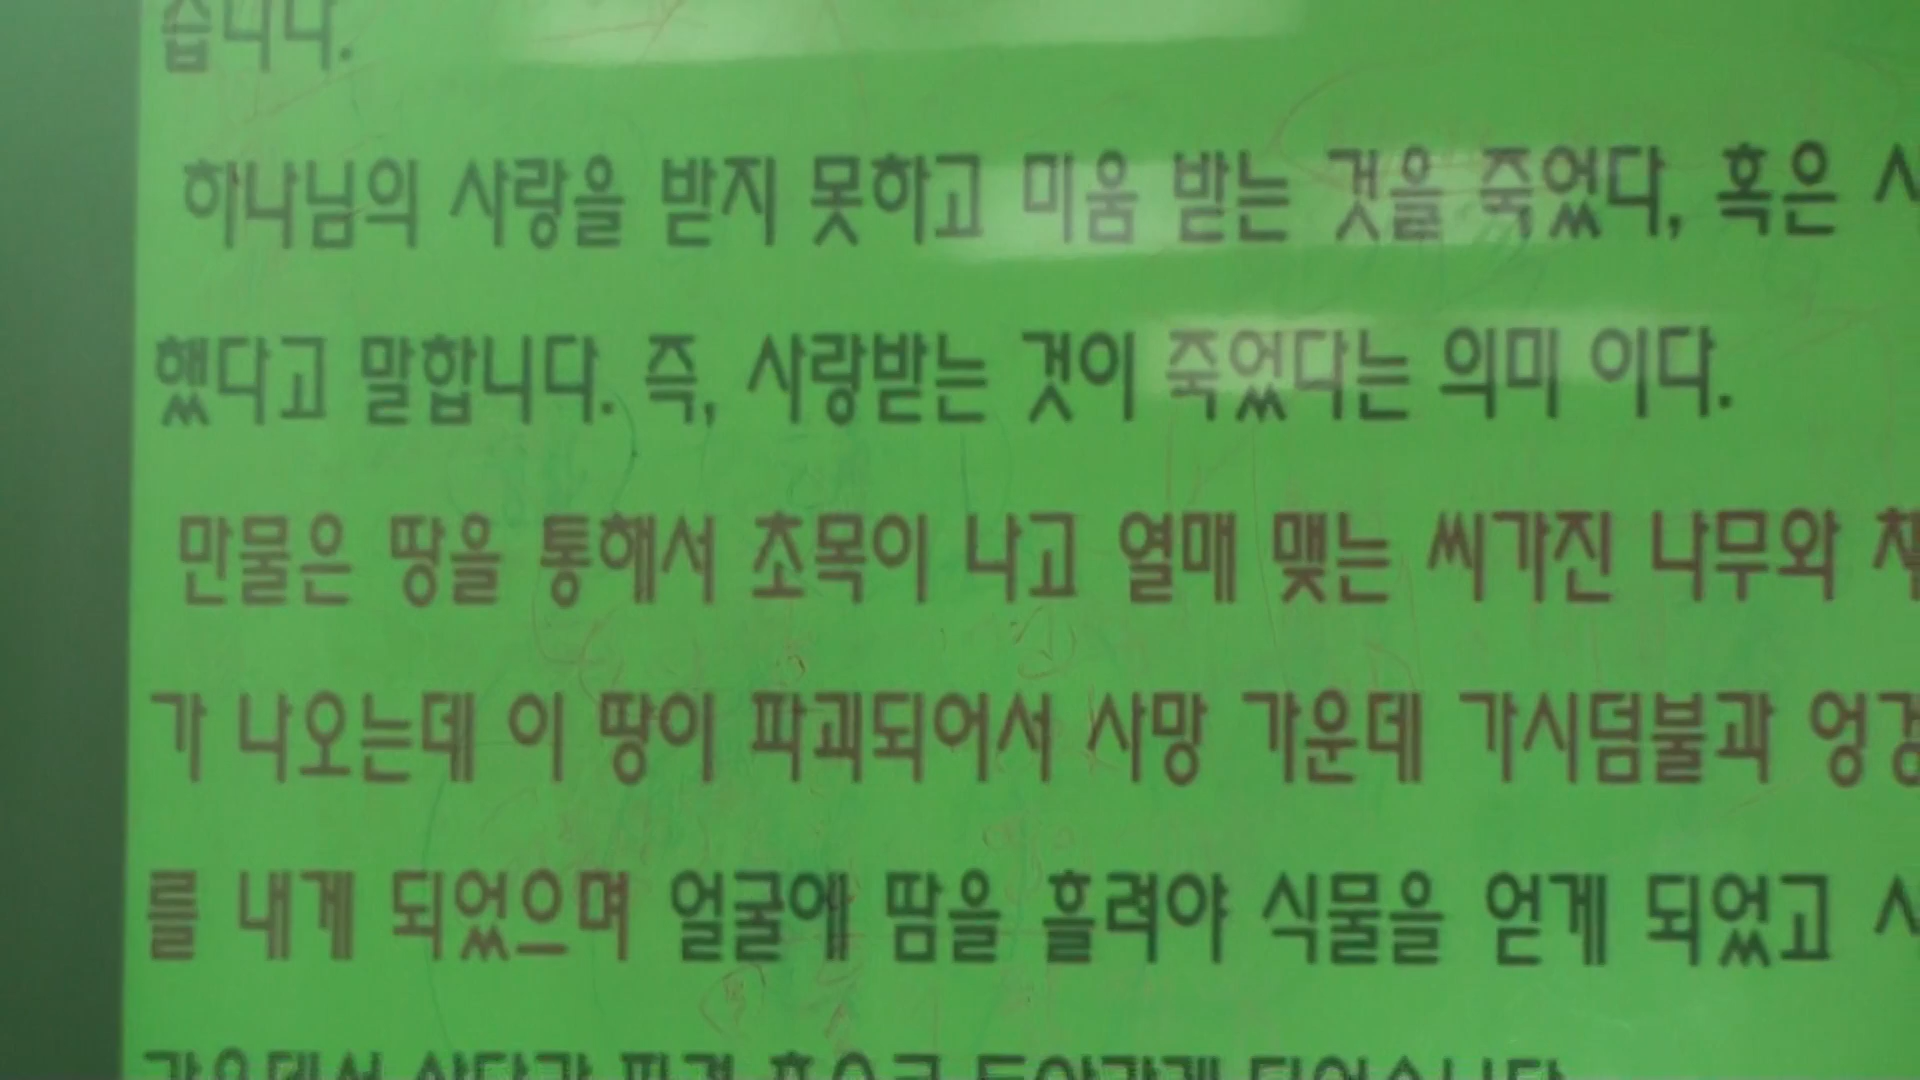 습니다.
하나님의 사랑을 받지 못하고 미움 받는 것을 죽었다, 혹은
했다고 말합니다. 즉, 사랑받는 것이 죽었다는 의미 이다.
만물은 땅을 통해서 초목이 나고 열매 맺는 씨가진 나무와
가 나오는데 이 땅이 파괴되어서 사망 가운데 가시덤불과
를 내게 되었으며 얼굴에 땀을 흘려야 식물을 얻게 되었고